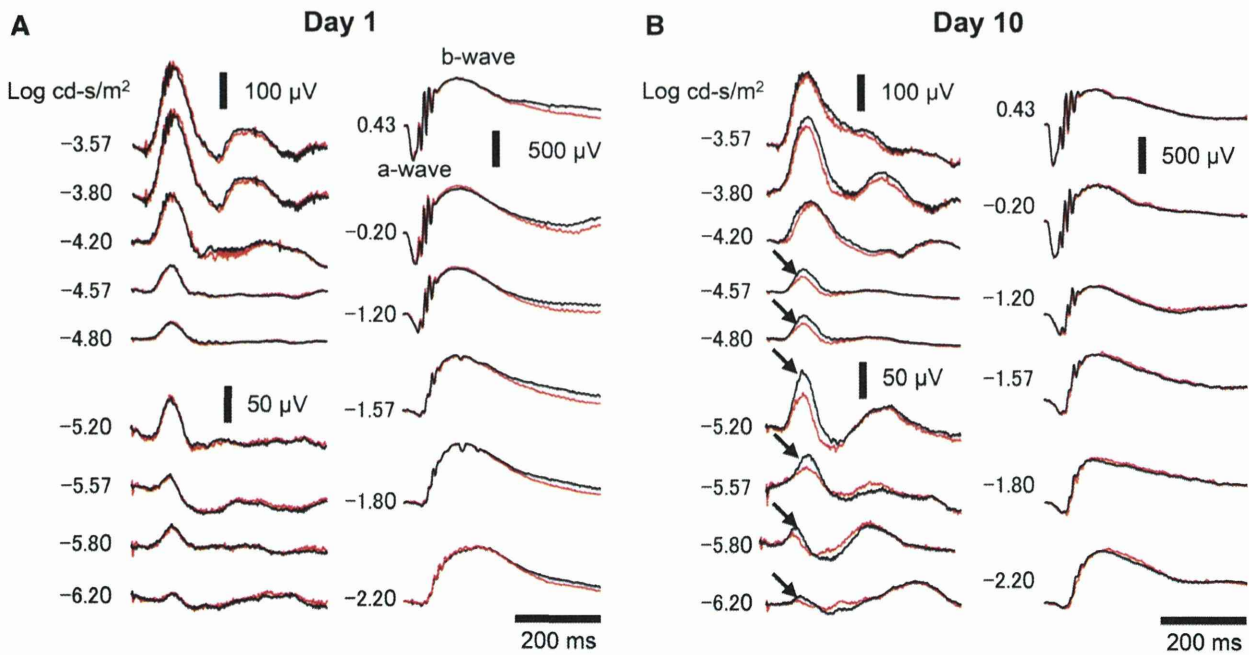 A
Day 1
Log cd-s/m²
100 µV
−3.57
−3.80
−4.20
−4.57
−4.80
50 µV
−5.20
−5.57
−5.80
−6.20
b-wave
0.43
500 µV
a-wave
−0.20
−1.20
−1.57
−1.80
−2.20
200 ms
B
Day 10
Log cd-s/m²
100 µV
−3.57
−3.80
−4.20
−4.57
−4.80
50 µV
−5.20
−5.57
−5.80
−6.20
0.43
500 µV
−0.20
−1.20
−1.57
−1.80
−2.20
200 ms